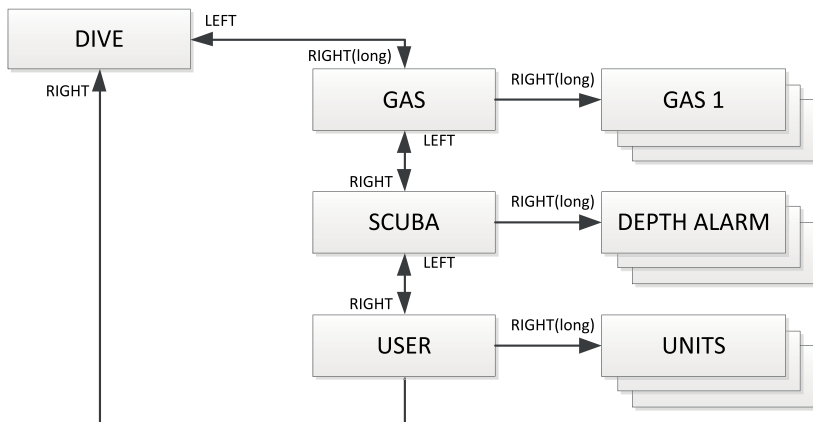 LEFT
DIVE
RIGHT(long)
RIGHT
GAS
RIGHT(long)
GAS 1
LEFT
RIGHT
SCUBA
RIGHT(long)
DEPTH ALARM
LEFT
RIGHT
USER
RIGHT(long)
UNITS